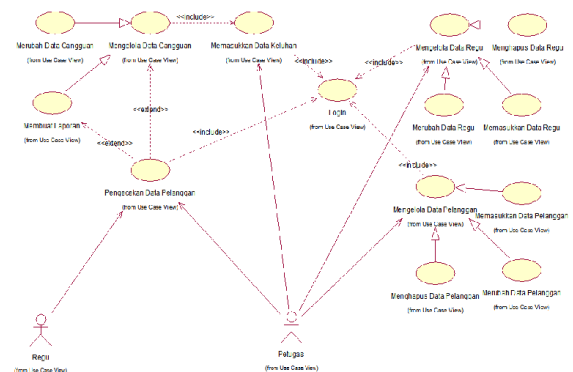 <<include>>
Merubah Data Gangguan
Mengelola Data Gangguan
Memasukkan Data Keluhan
Mengelola Data Regu
Menghapus Data Regu
(from Use Case View)
(from Use Case View)
(from Use Case View)
(from Use Case View)
(from Use Case View)
<<include>>
<<include>>
<<extend>>
Login
(from Use Case View)
Membuat Laporan
(from Use Case View)
Merubah Data Regu
Memasukkan Data Regu
(from Use Case View)
(from Use Case View)
<<extend>>
<<include>>
<<include>>
Pengecekan Data Pelanggan
(from Use Case View)
Mengelola Data Pelanggan
(from Use Case View)
Memasukkan Data Pelanggan
(from Use Case View)
Menghapus Data Pelanggan
(from Use Case View)
Merubah Data Pelanggan
(from Use Case View)
Regu
(from Use Case View)
Petugas
(from Use Case View)